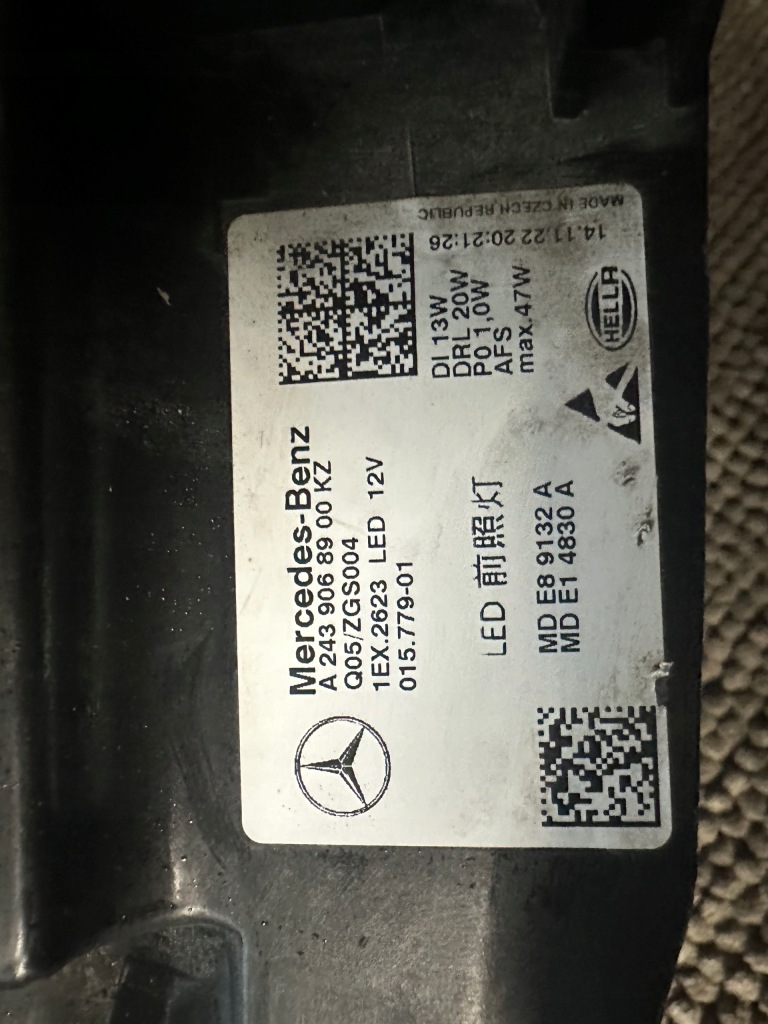 Mercedes-Benz
A 243 906 89 00 KZ
Q05/ZGS004
1EX.2623 LED 12V
015.779-01
LED 前照灯
MD E8 9132 A
MD E1 4830 A
DI 13W
DRL 20W
PO 1,0W
AFS
max.47W
HELLA
14.11.22 20:21:26
MADE IN CZECH REPUBLIC